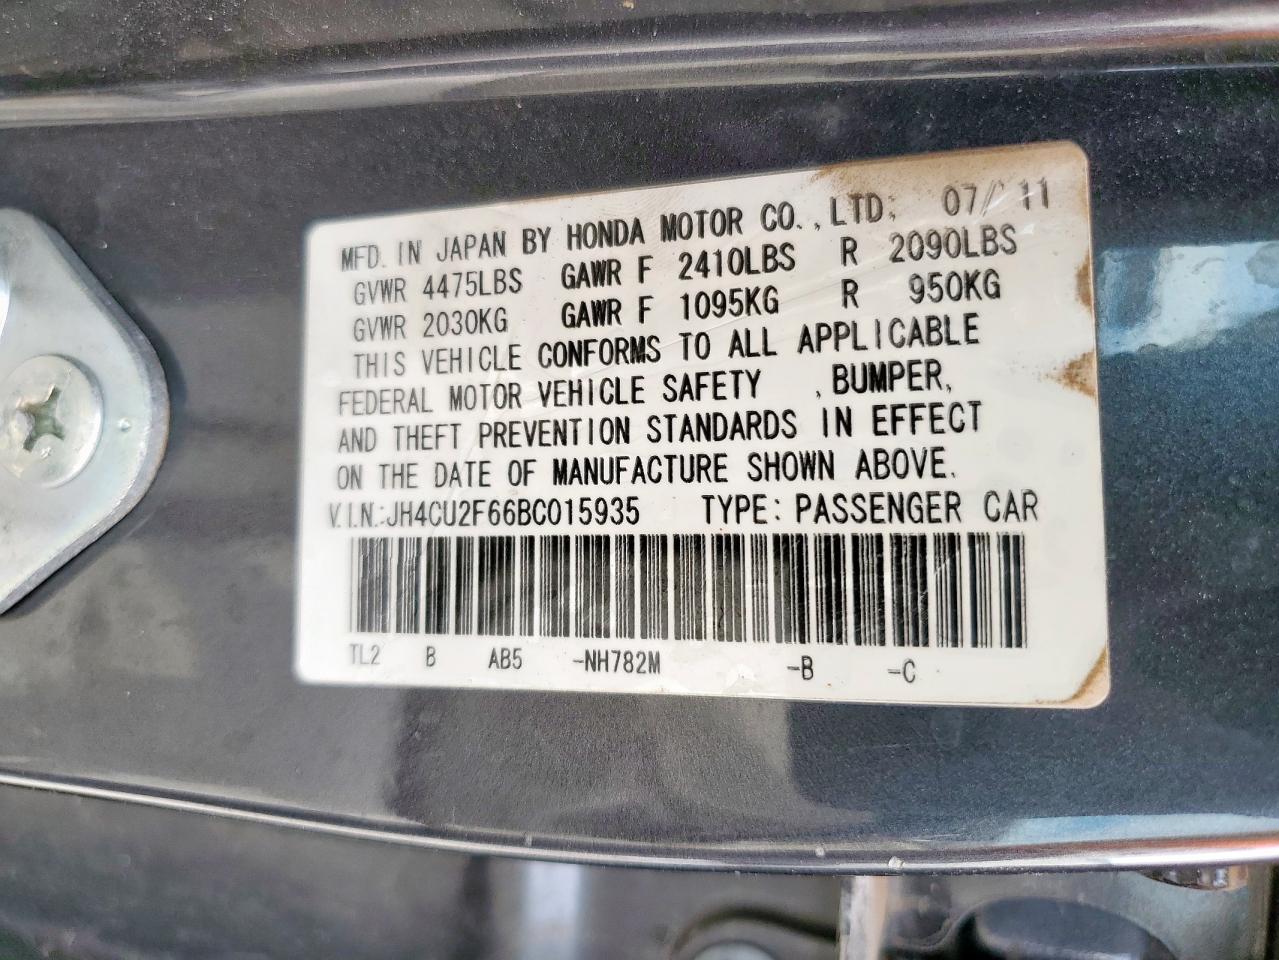 MFD. IN JAPAN BY HONDA MOTOR CO.,LTD. 07/ 11
GVWR 4475LBS GAWR F 2410LBS R 2090LBS
GVWR 2030KG GAWR F 1095KG R 950KG
THIS VEHICLE CONFORMS TO ALL APPLICABLE
FEDERAL MOTOR VEHICLE SAFETY ,BUMPER,
AND THEFT PREVENTION STANDARDS IN EFFECT
ON THE DATE OF MANUFACTURE SHOWN ABOVE.
V.I.N.:JH4CU2F66BC015935 TYPE: PASSENGER CAR
TL2 B AB5 -NH782M -B -C